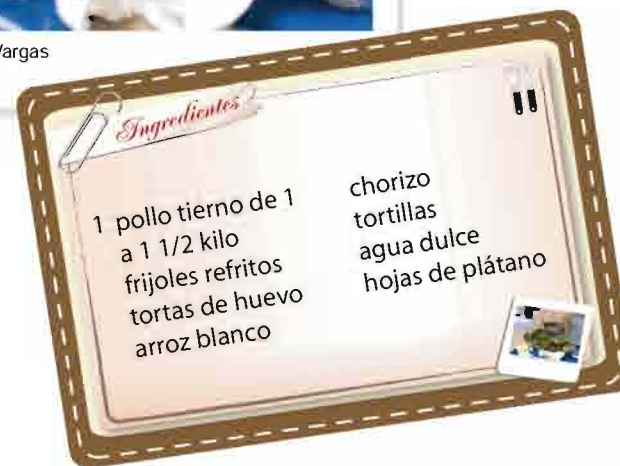 Vargas
Ingredientes
1 pollo tierno de 1
a 1 1/2 kilo
frijoles refritos
tortas de huevo
arroz blanco
chorizo
tortillas
agua dulce
hojas de plátano